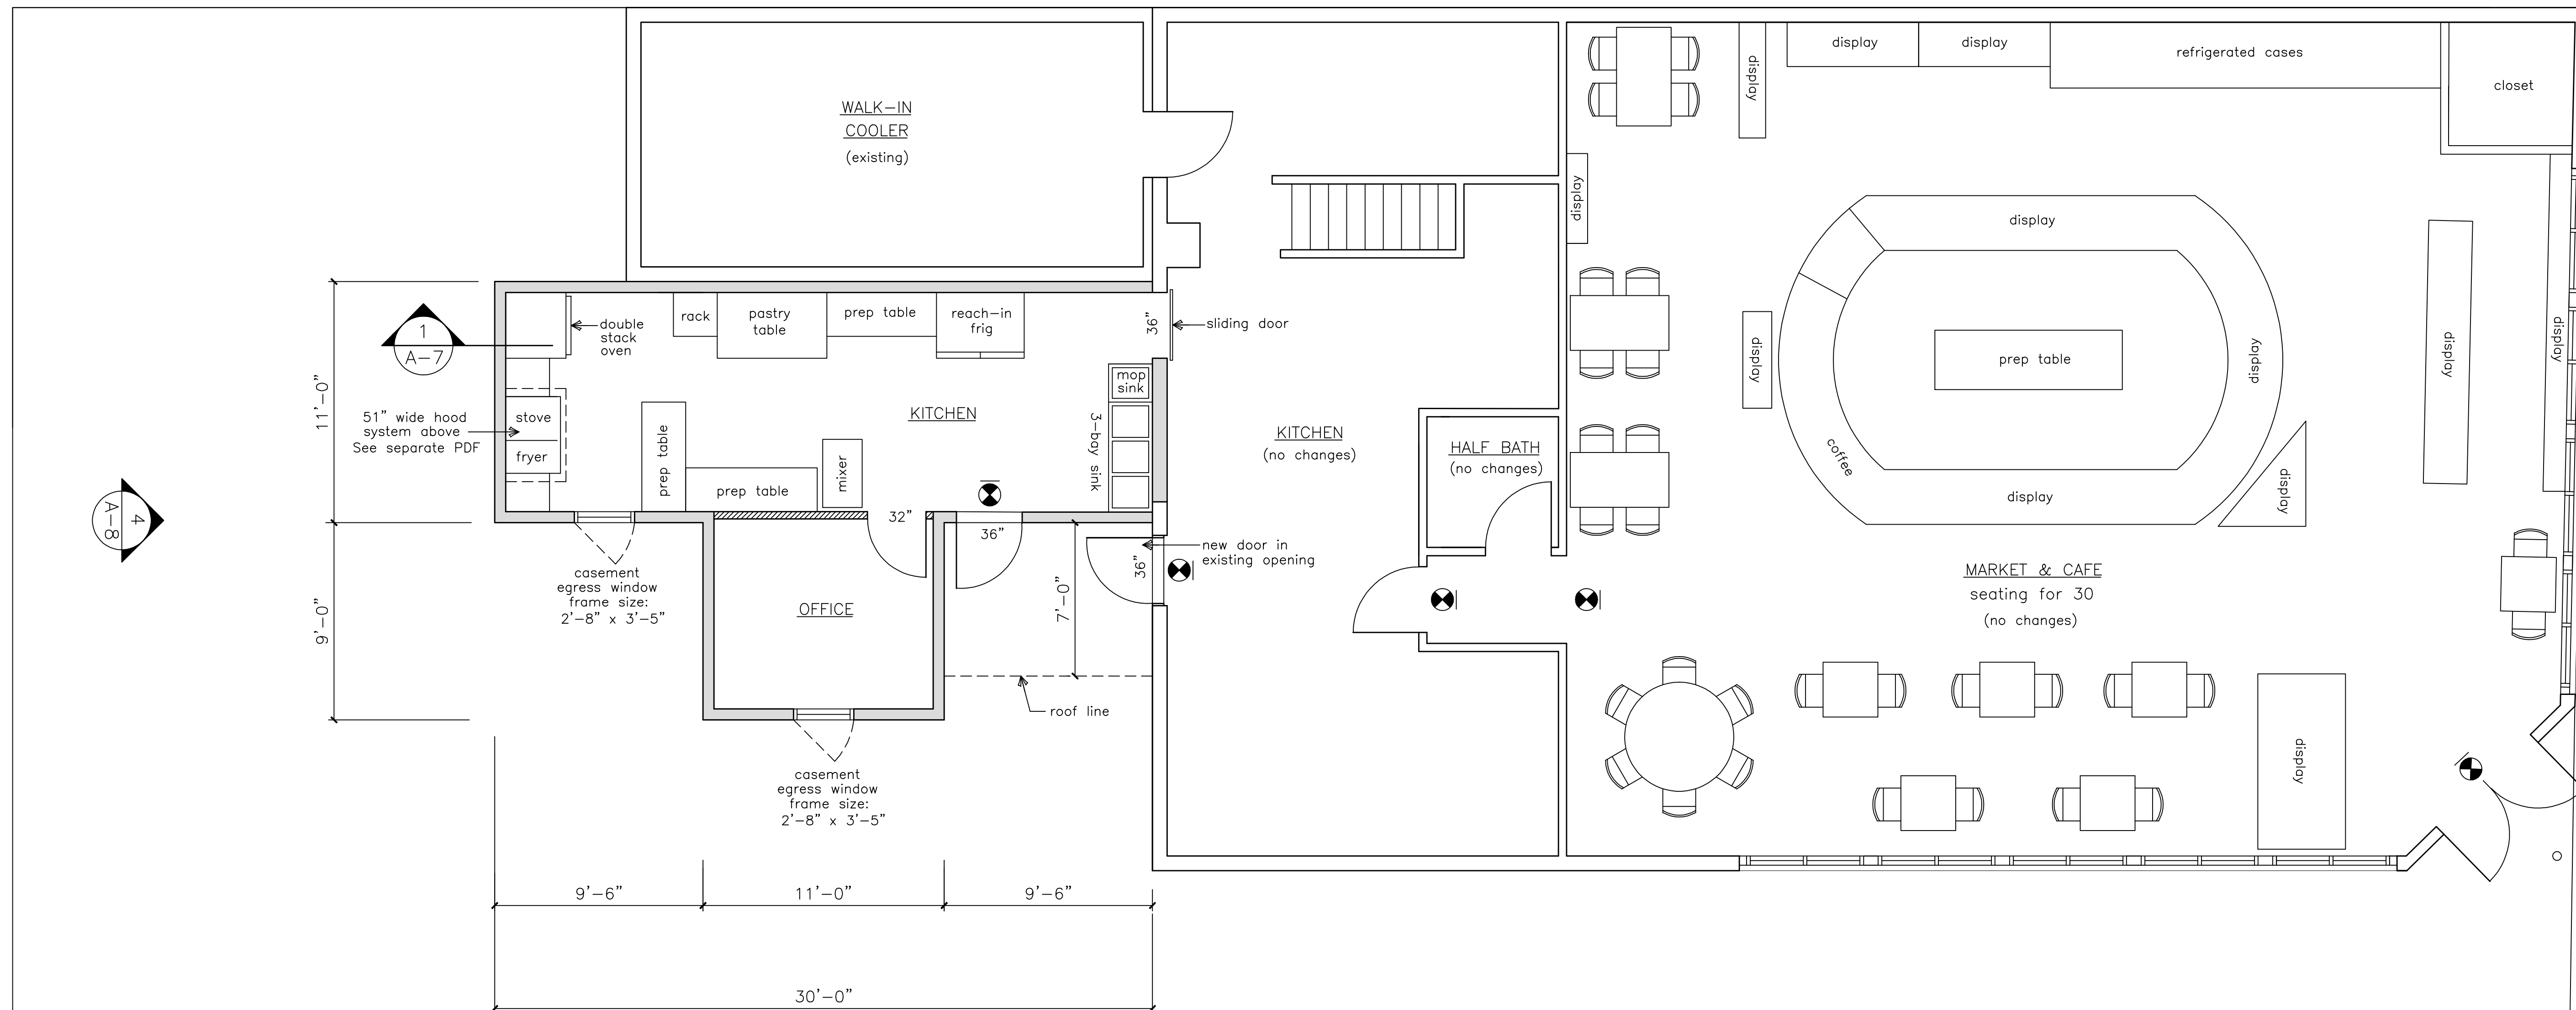 WALK-IN
COOLER
(existing)
display
display
display
refrigerated cases
closet
display
display
display
display
display
display
display
prep table
coffee
display
display
display
1
A-7
double
stack
oven
rack
pastry
table
prep table
reach-in
frig
36"
sliding door
11'-0"
51" wide hood
system above
See separate PDF
stove
fryer
mop
sink
3-bay sink
KITCHEN
prep table
prep table
mixer
KITCHEN
(no changes)
HALF BATH
(no changes)
4
A-8
32"
36"
36"
new door in
existing opening
casement
egress window
frame size:
2'-8" x 3'-5"
9'-0"
OFFICE
7'-0"
roof line
MARKET & CAFE
seating for 30
(no changes)
casement
egress window
frame size:
2'-8" x 3'-5"
9'-6"
11'-0"
9'-6"
30'-0"